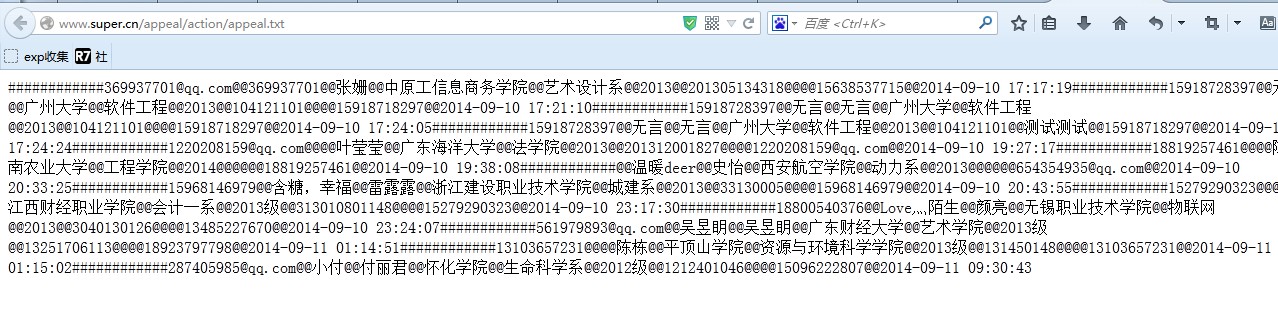 www.super.cn/appeal/action/appeal.txt
百度 <Ctrl+K>
exp收集 R7 社
############369937701@qq.com@@369937701@@张姗@@中原工信息商务学院@@艺术设计系@@2013@@201305134318@@@@15638537715@@2014-09-10 17:17:19############15918728397@@
@@广州大学@@软件工程@@2013@@104121101@@@@15918718297@@2014-09-10 17:21:10############15918728397@@无言@@无言@@广州大学@@软件工程
@@2013@@104121101@@@@15918718297@@2014-09-10 17:24:05############15918728397@@无言@@无言@@广州大学@@软件工程@@2013@@104121101@@测试测试@@15918718297@@2014-09-1
17:24:24############1220208159@qq.com@@@@叶莹莹@@广东海洋大学@@法学院@@2013@@201312001827@@@@1220208159@@2014-09-10 19:27:17############18819257461@@@@
南农业大学@@工程学院@@2014@@@@@@18819257461@@2014-09-10 19:38:08############@@温暖deer@@史怡@@西安航空学院@@动力系@@2013@@@@@@654354935@@2014-09-10
20:33:25############15968146979@@含糖，幸福@@雷露露@@浙江建设职业技术学院@@城建系@@2013@@33130005@@@@15968146979@@2014-09-10 20:43:55############15279290323@@@@
江西财经职业学院@@会计一系@@2013级@@313010801148@@@@15279290323@@2014-09-10 23:17:30############18800540376@@Love灬陌生@@颜亮@@无锡职业技术学院@@物联网
@@2013@@3040130126@@@@13485227670@@2014-09-10 23:24:07############561979893@qq.com@@吴昱明@@吴昱明@@广东财经大学@@艺术学院@@2013级
@@13251706113@@@@18923797798@@2014-09-11 01:14:51############13103657231@@@@陈栋@@平顶山学院@@资源与环境科学学院@@2013级@@131450148@@@@13103657231@@2014-09-11
01:15:02############287405985@qq.com@@小付@@付丽君@@怀化学院@@生命科学系@@2012级@@1212401046@@@@15096222807@@2014-09-11 09:30:43